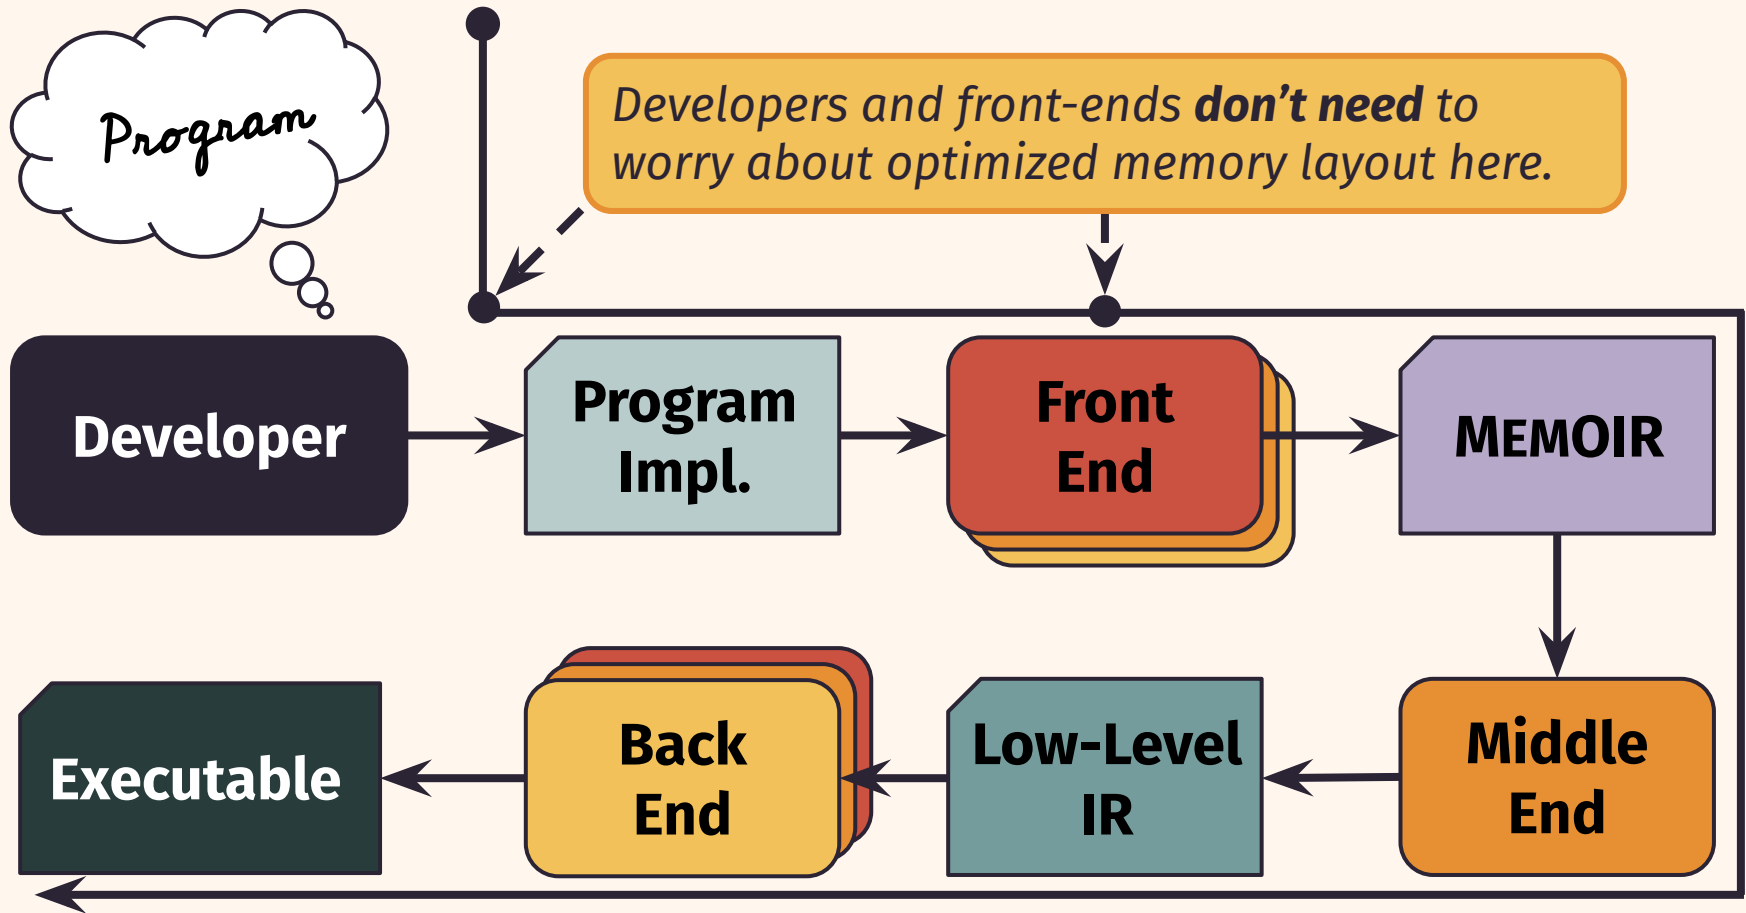 Program
Developers and front-ends don't need to
worry about optimized memory layout here.
Developer
Program
Impl.
Front
End
MEMOIR
Executable
Back
End
Low-Level
IR
Middle
End